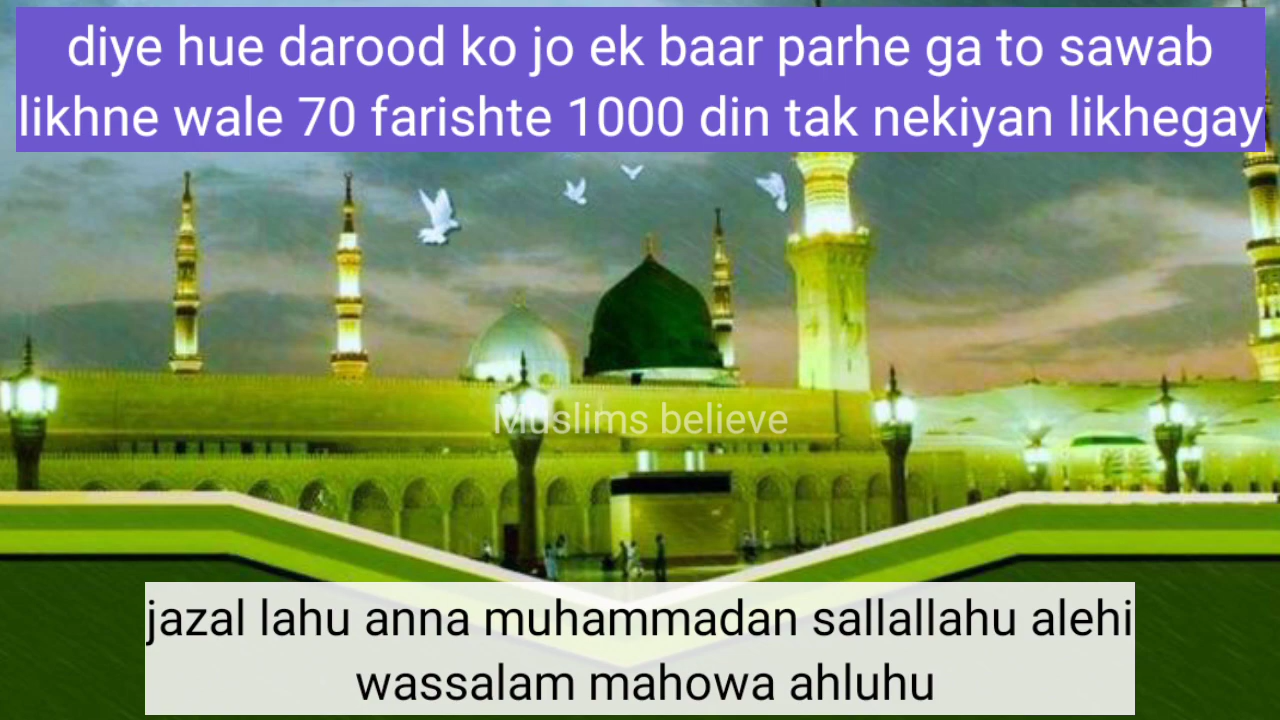 diye hue darood ko jo ek baar parhe ga to sawab
likhne wale 70 farishte 1000 din tak nekiyan likhegay
Muslims believe
jazal lahu anna muhammadan sallallahu alehi
wassalam mahowa ahluhu